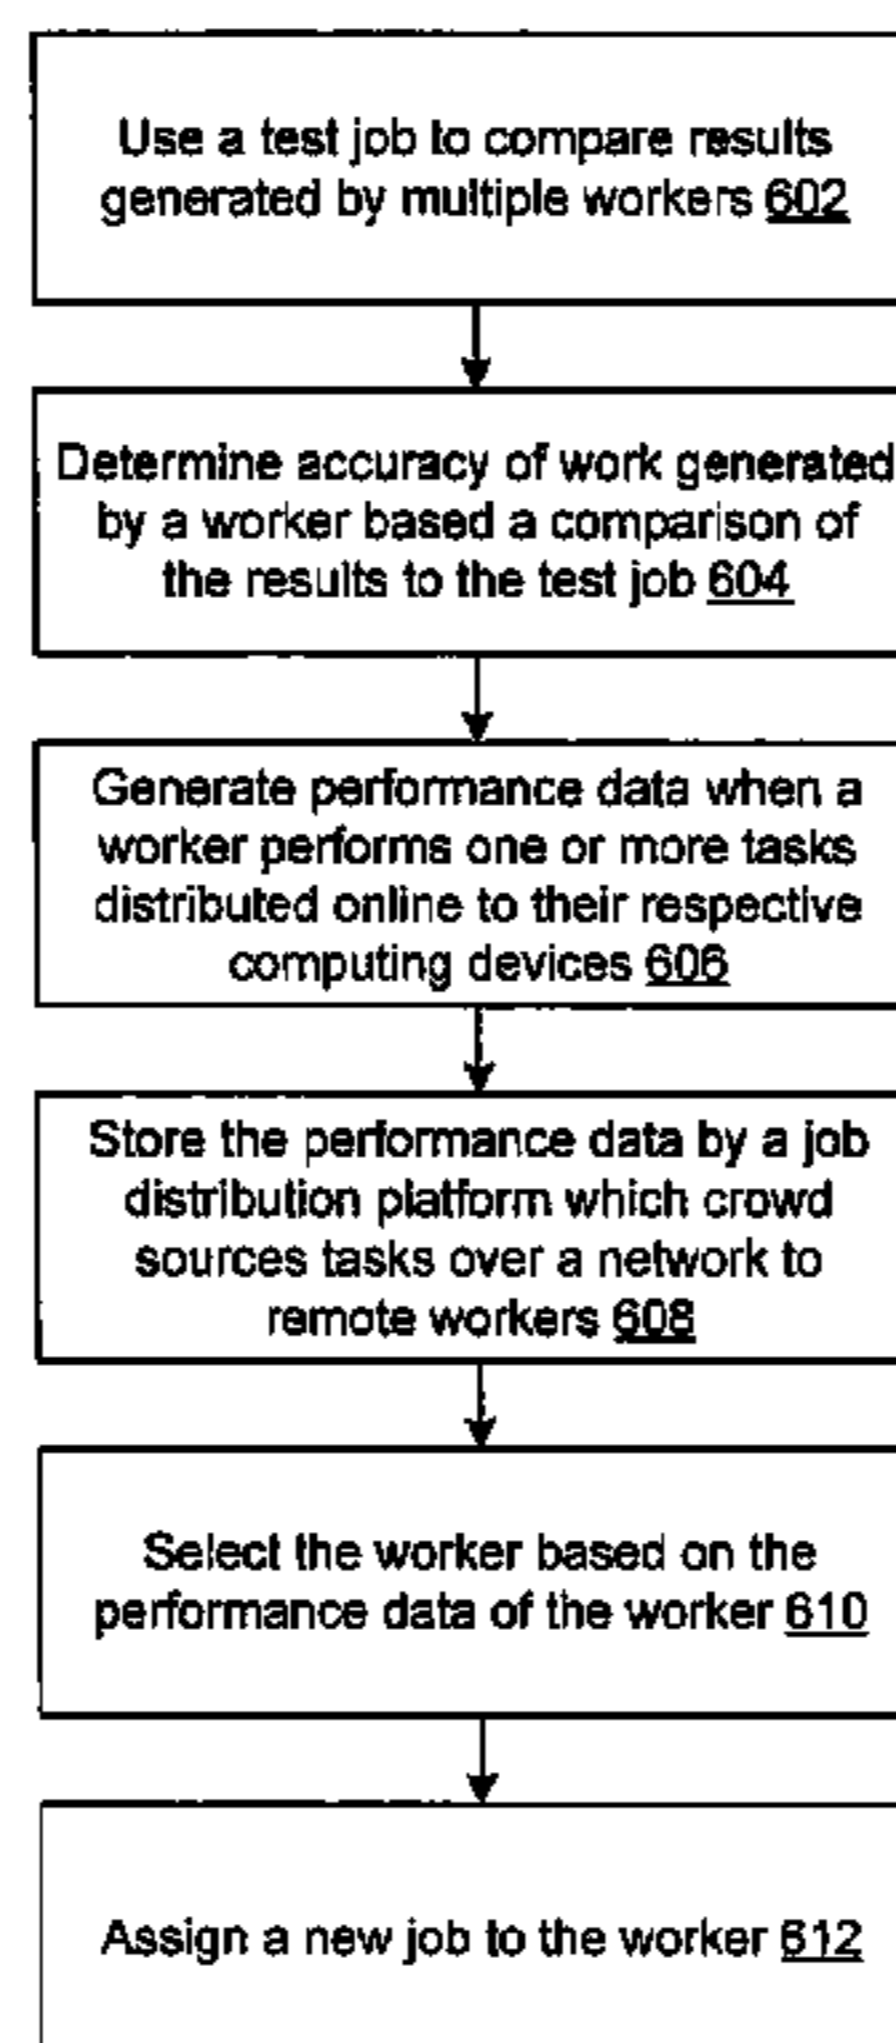 Use a test job to compare results
generated by multiple workers 602
Determine accuracy of work generated
by a worker based a comparison of
the results to the test job 604
Generate performance data when a
worker performs one or more tasks
distributed online to their respective
computing devices 606
Store the performance data by a job
distribution platform which crowd
sources tasks over a network to
remote workers 608
Select the worker based on the
performance data of the worker 610
Assign a new job to the worker 612